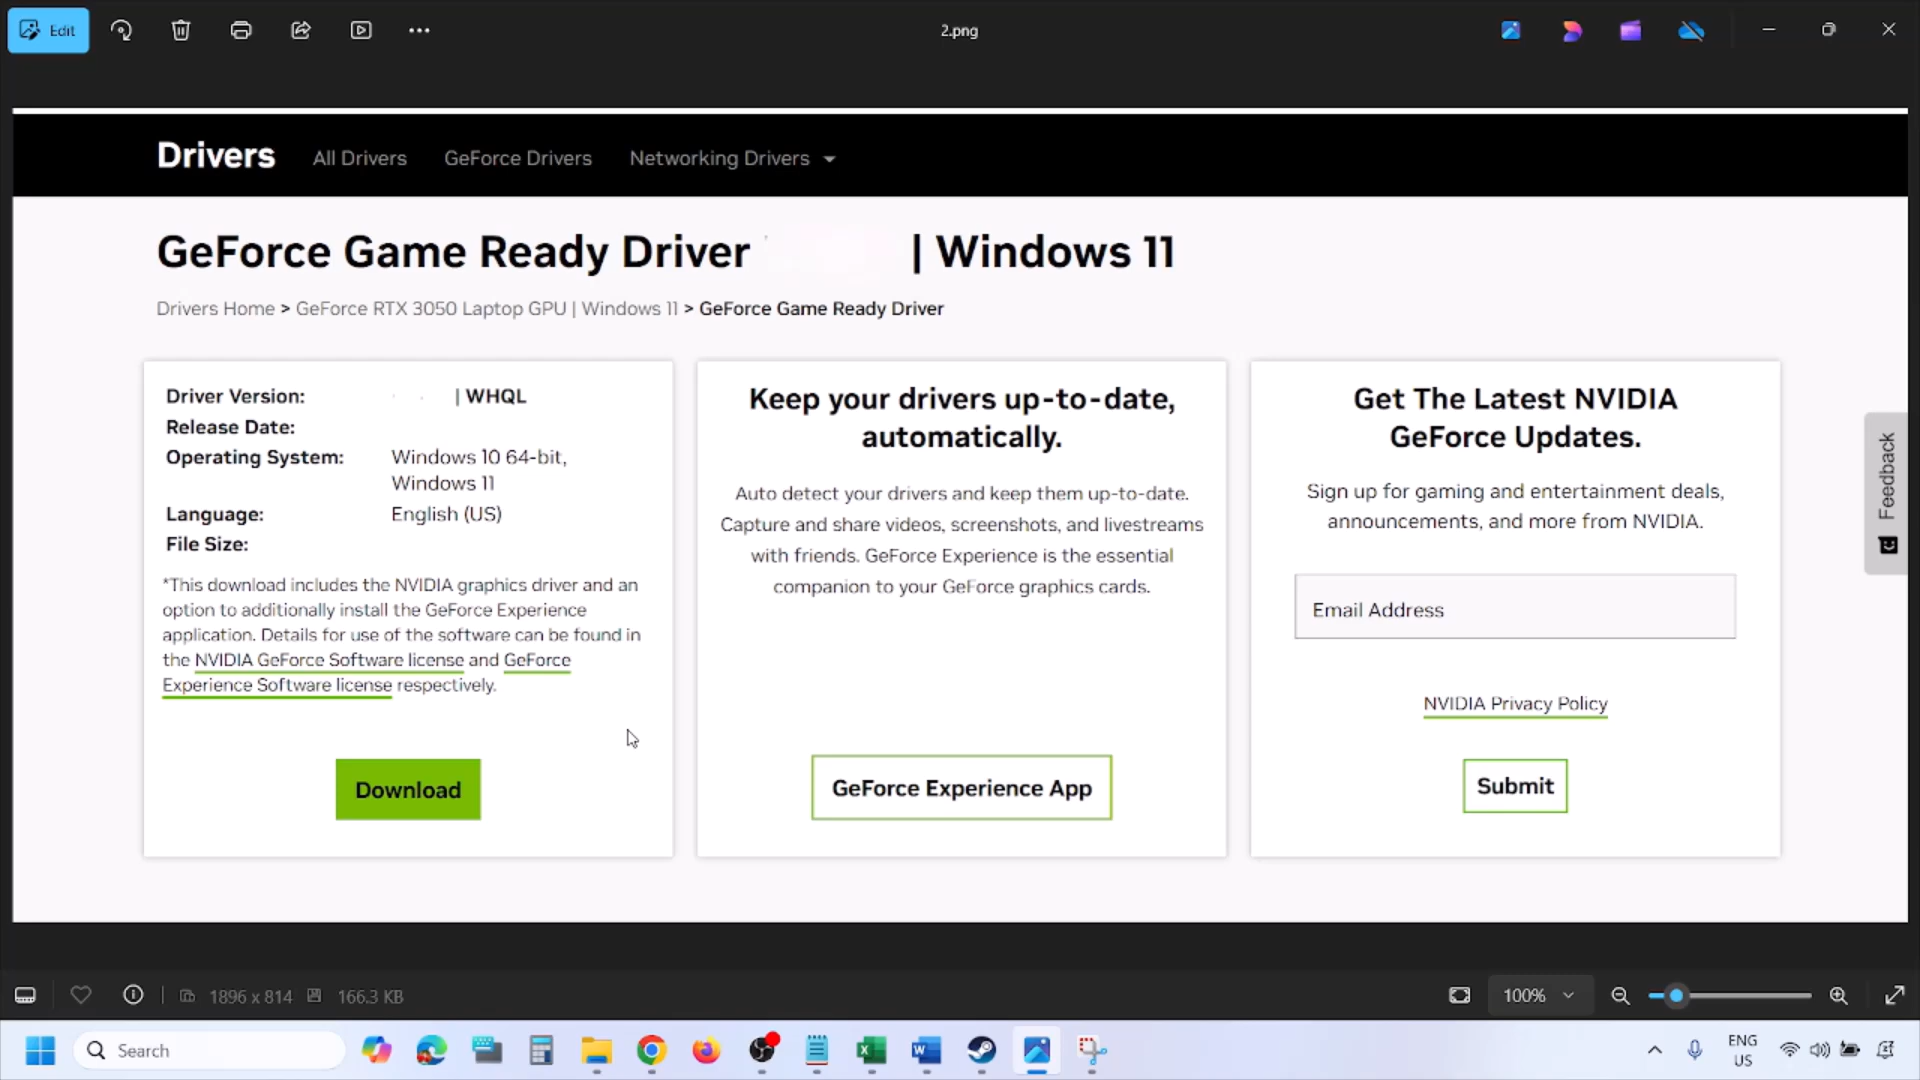 Edit
2.png
Drivers All Drivers GeForce Drivers Networking Drivers
GeForce Game Ready Driver | Windows 11
Drivers Home > GeForce RTX 3050 Laptop GPU | Windows 11 > GeForce Game Ready Driver
Driver Version: | WHQL
Release Date:
Operating System: Windows 10 64-bit,
Windows 11
Language: English (US)
File Size:
*This download includes the NVIDIA graphics driver and an
option to additionally install the GeForce Experience
application. Details for use of the software can be found in
the NVIDIA GeForce Software license and GeForce
Experience Software license respectively.
Download
Keep your drivers up-to-date,
automatically.
Auto detect your drivers and keep them up-to-date.
Capture and share videos, screenshots, and livestreams
with friends. GeForce Experience is the essential
companion to your GeForce graphics cards.
GeForce Experience App
Get The Latest NVIDIA
GeForce Updates.
Sign up for gaming and entertainment deals,
announcements, and more from NVIDIA.
Email Address
NVIDIA Privacy Policy
Submit
Feedback
1896 x 814 166.3 KB
100%
Search
ENG
US